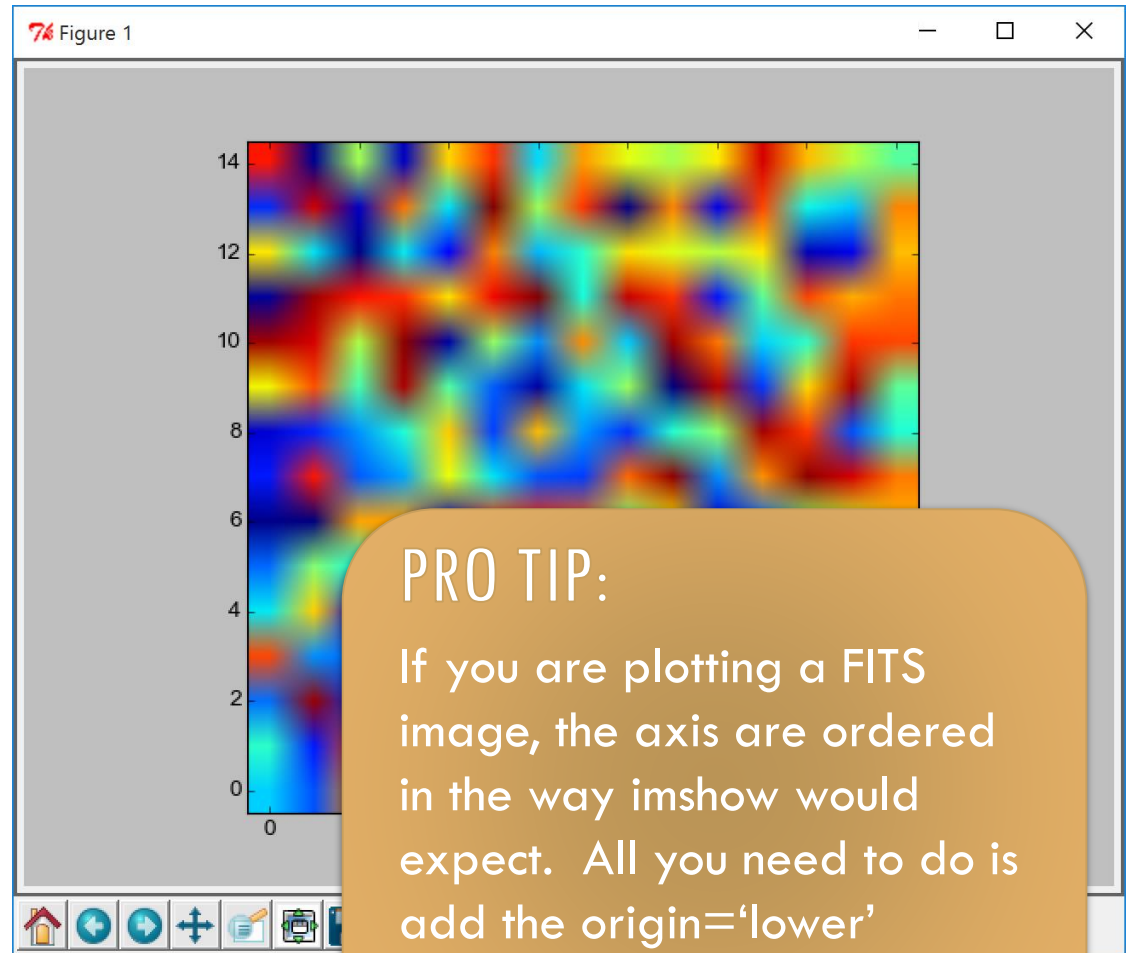 7% Figure 1
14
12
10
8
6
4
2
0
0
PRO TIP:
If you are plotting a FITS
image, the axis are ordered
in the way imshow would
expect.  All you need to do is
add the origin=‘lower’